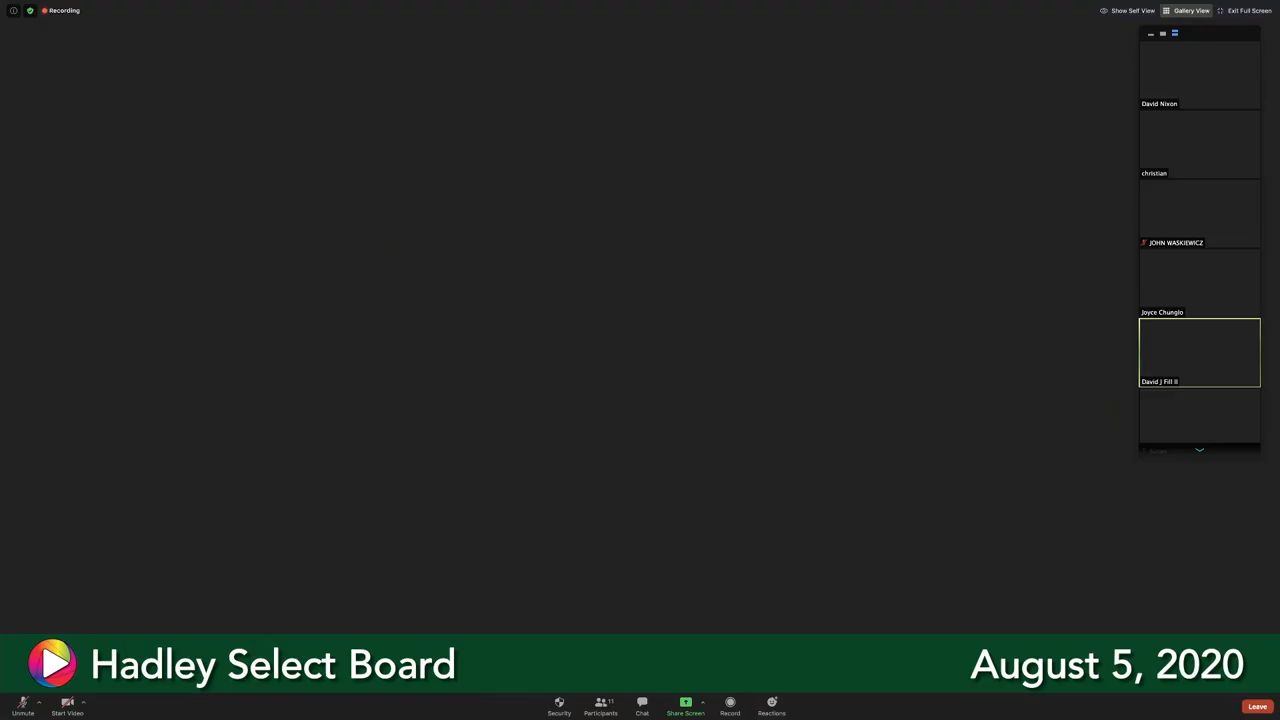 Recording
Show Self View
Gallery View
Exit Full Screen
David Nixon
christian
JOHN WASKIEWICZ
Joyce Chunglo
David J Fill II
Hadley Select Board
August 5, 2020
Unmute
Start Video
Security
Participants
11
Chat
Share Screen
Record
Reactions
Leave